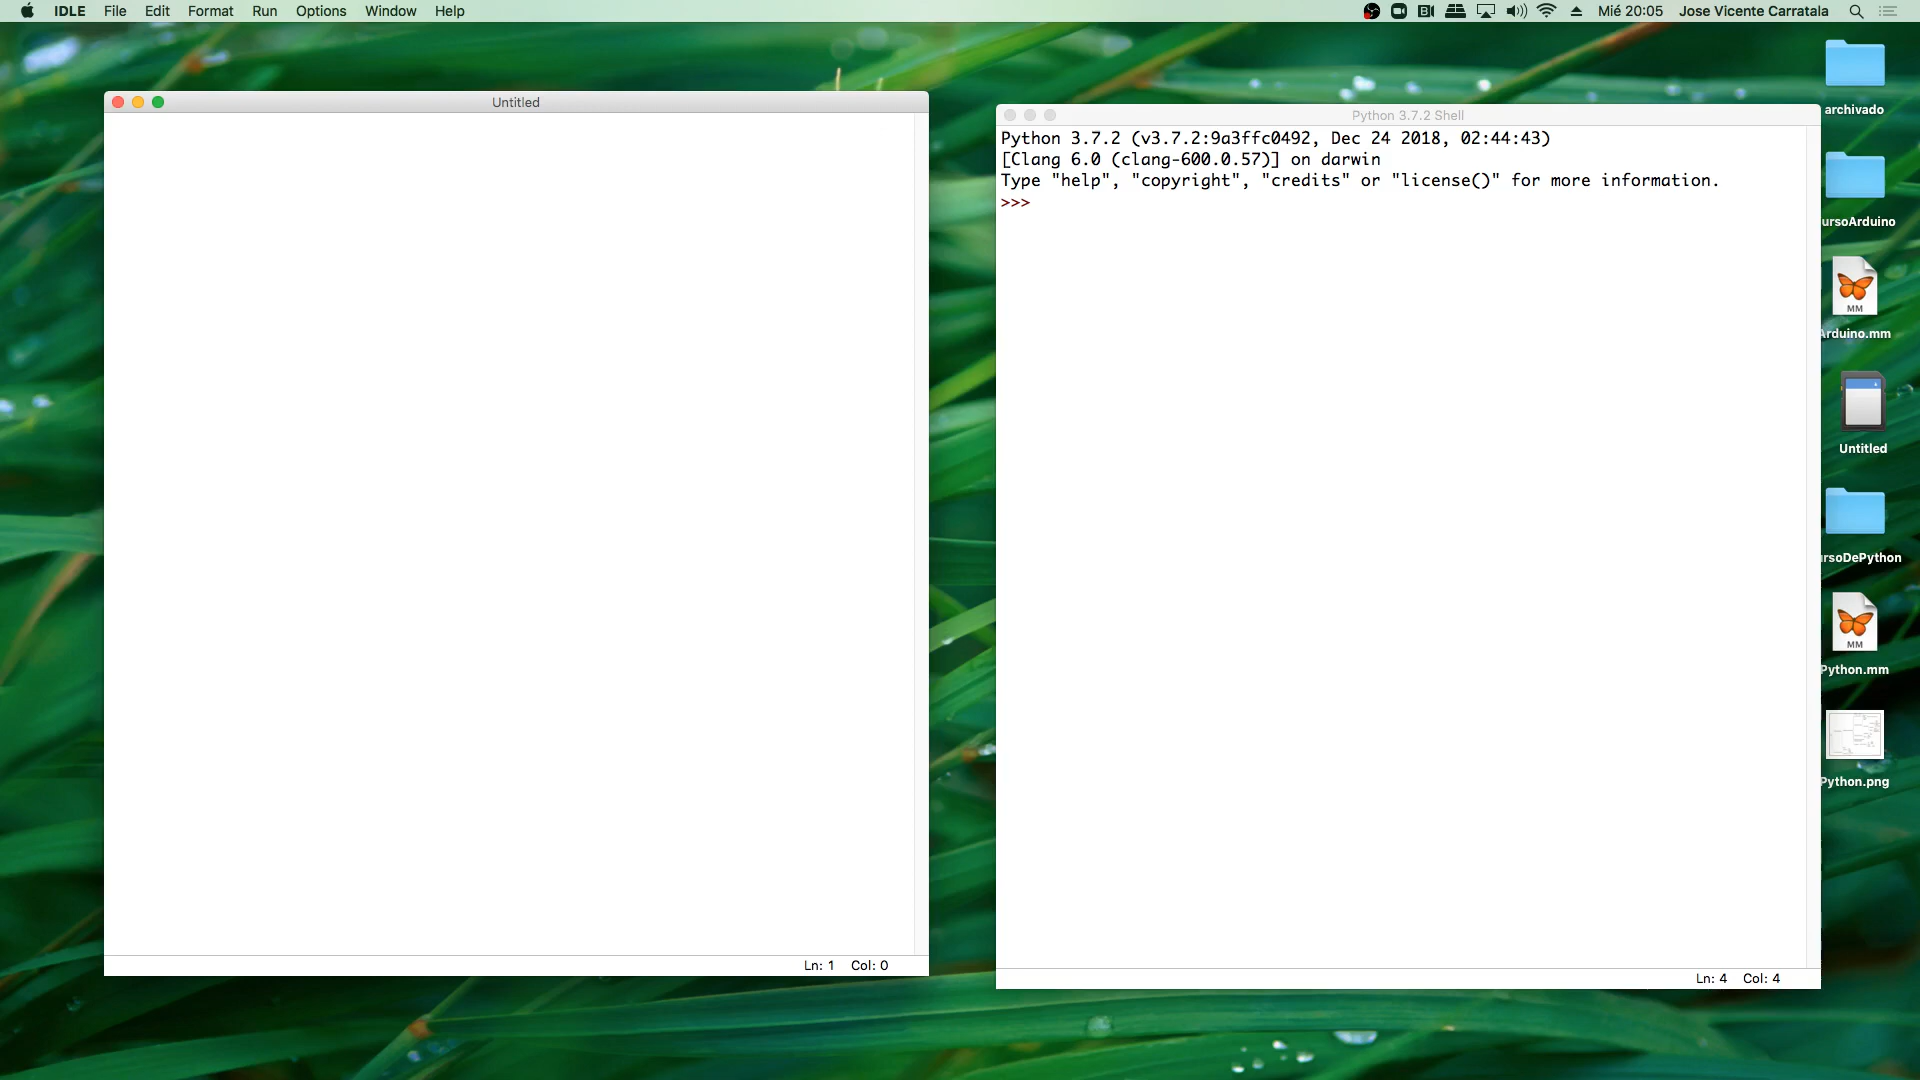 IDLE File Edit Format Run Options Window Help
Mié 20:05 Jose Vicente Carratala
Untitled
Ln: 1 Col: 0
Python 3.7.2 Shell
Python 3.7.2 (v3.7.2:9a3ffc0492, Dec 24 2018, 02:44:43)
[Clang 6.0 (clang-600.0.57)] on darwin
Type "help", "copyright", "credits" or "license()" for more information.
>>>
Ln: 4 Col: 4
archivado
ursoArduino
MM
Arduino.mm
Untitled
rsoDePython
MM
Python.mm
Python.png